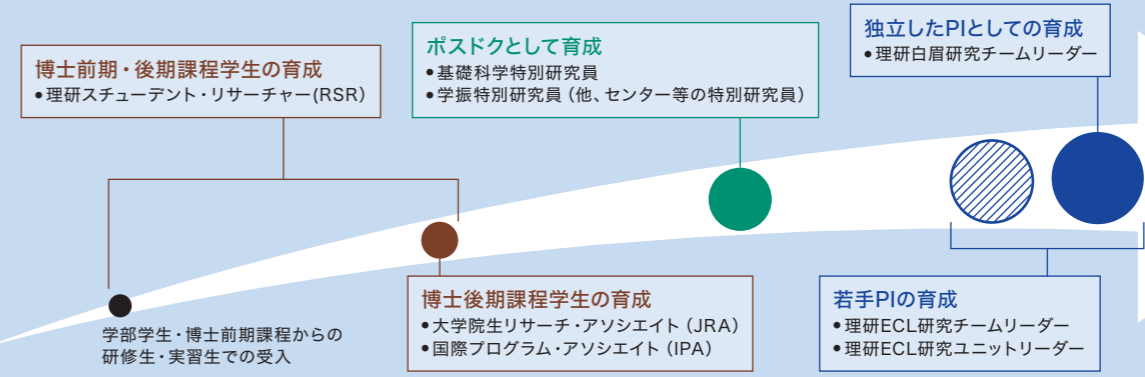 博士前期・後期課程学生の育成
•理研スチューデント・リサーチャー(RSR)
ポスドクとして育成
•基礎科学特別研究員
•学振特別研究員（他、センター等の特別研究員）
独立したPIとしての育成
•理研白眉研究チームリーダー
学部学生・博士前期課程からの
研修生・実習生での受入
博士後期課程学生の育成
•大学院生リサーチ・アソシエイト（JRA）
•国際プログラム・アソシエイト（IPA）
若手PIの育成
•理研ECL研究チームリーダー
•理研ECL研究ユニットリーダー